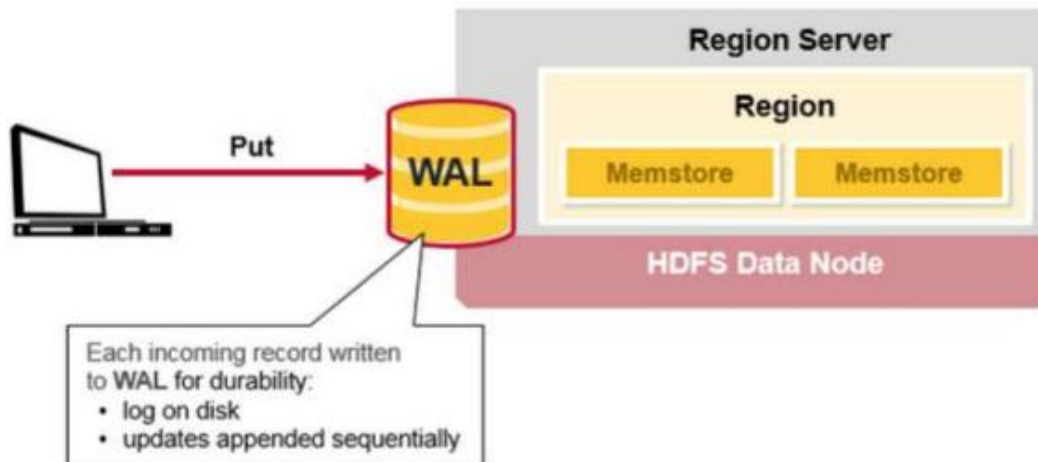 Region Server
Region
Put
WAL
Memstore Memstore
HDFS Data Node
Each incoming record written
to WAL for durability:
• log on disk
• updates appended sequentially